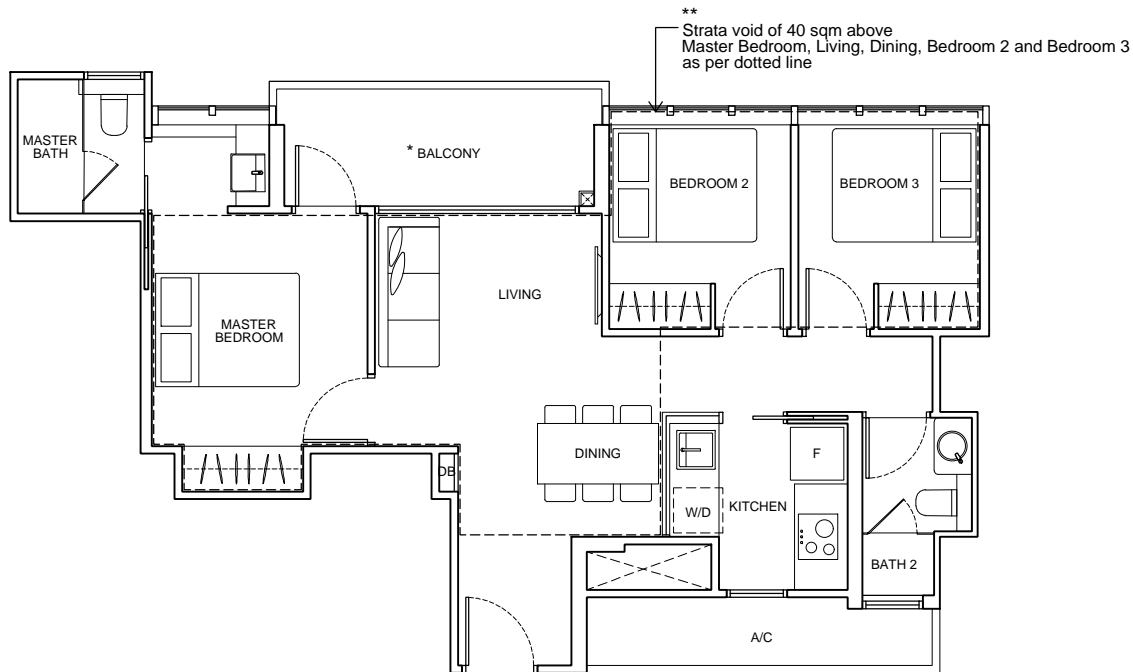 **
Strata void of 40 sqm above
Master Bedroom, Living, Dining, Bedroom 2 and Bedroom 3
as per dotted line
MASTER
BATH
* BALCONY
BEDROOM 2
BEDROOM 3
LIVING
MASTER
BEDROOM
DINING
DB
F
W/D
KITCHEN
BATH 2
A/C